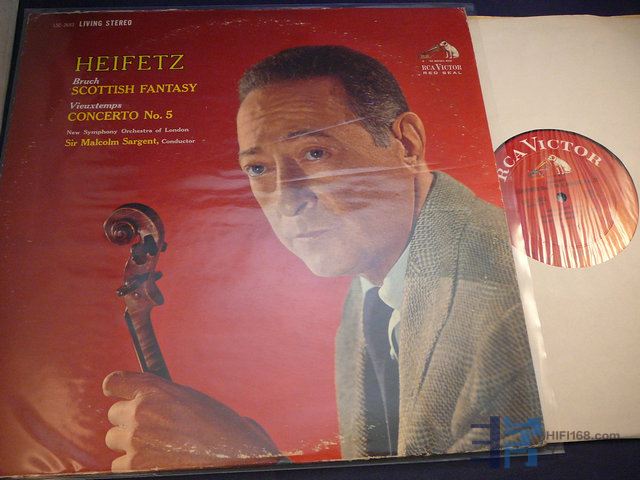 LSC-2603 LIVING STEREO
HEIFETZ
Bruch
SCOTTISH FANTASY
Vieuxtemps
CONCERTO No. 5
New Symphony Orchestra of London
Sir Malcolm Sargent, Conductor
RCA VICTOR
RED SEAL
RCA VICTOR
HIFI168.com